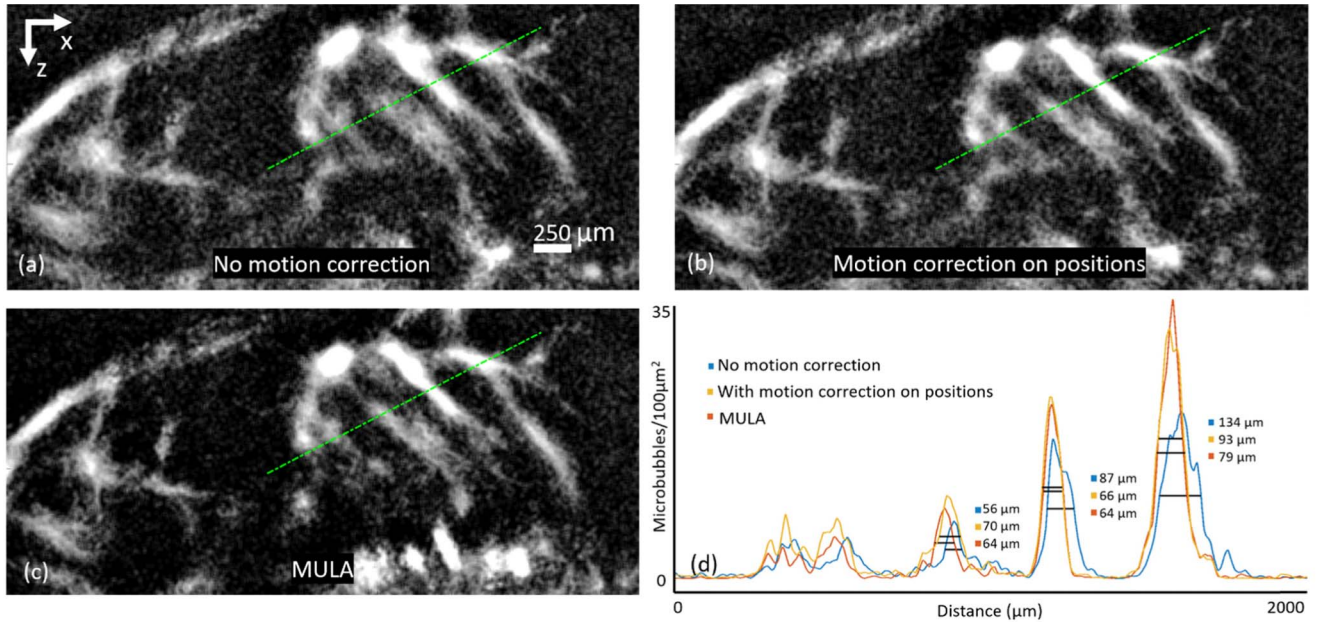 x
z
250 μm
(a)
No motion correction
(b)
Motion correction on positions
(c)
MULA
35
Microbubbles/100μm²
0
No motion correction
With motion correction on positions
MULA
56 μm
70 μm
64 μm
87 μm
66 μm
64 μm
134 μm
93 μm
79 μm
(d)
0
Distance (μm)
2000